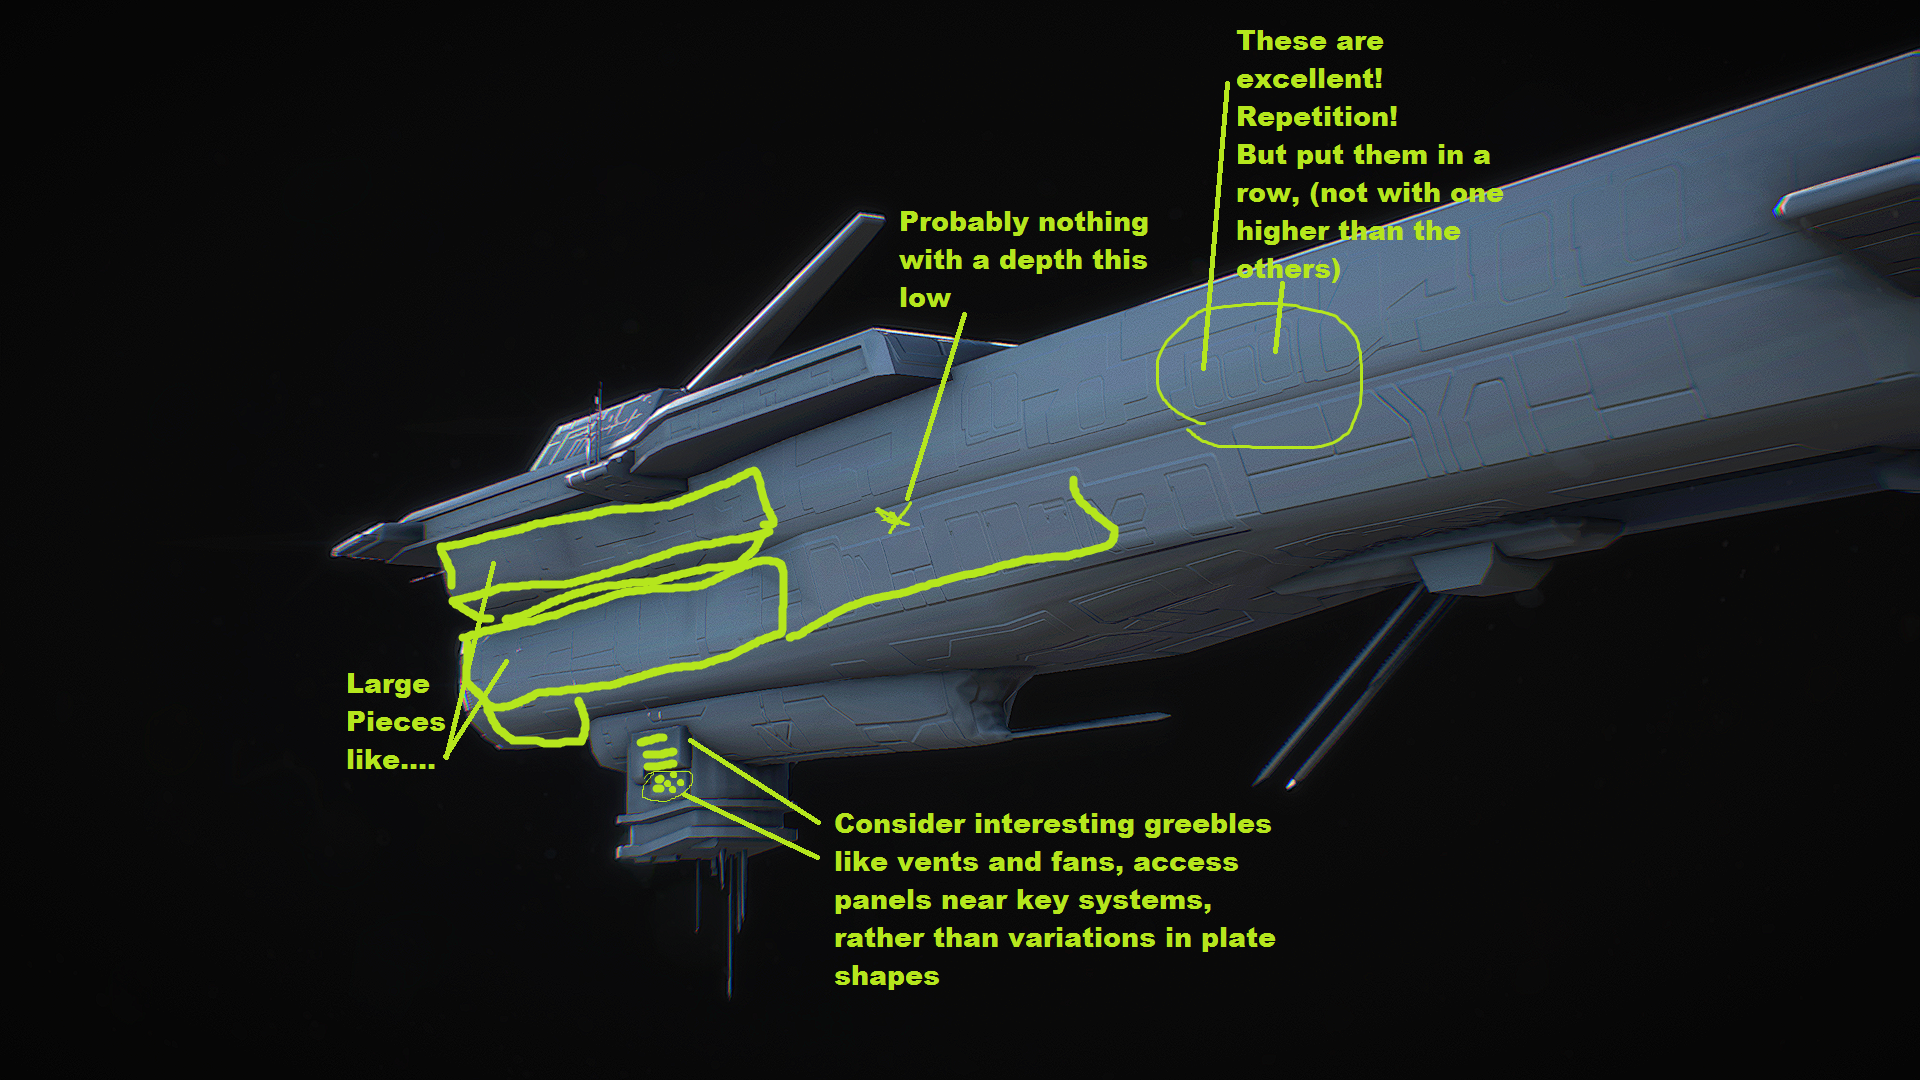 These are
excellent!
Repetition!
But put them in a
row, (not with one
higher than the
others)
Probably nothing
with a depth this
low
Large
Pieces
like....
Consider interesting greebles
like vents and fans, access
panels near key systems,
rather than variations in plate
shapes